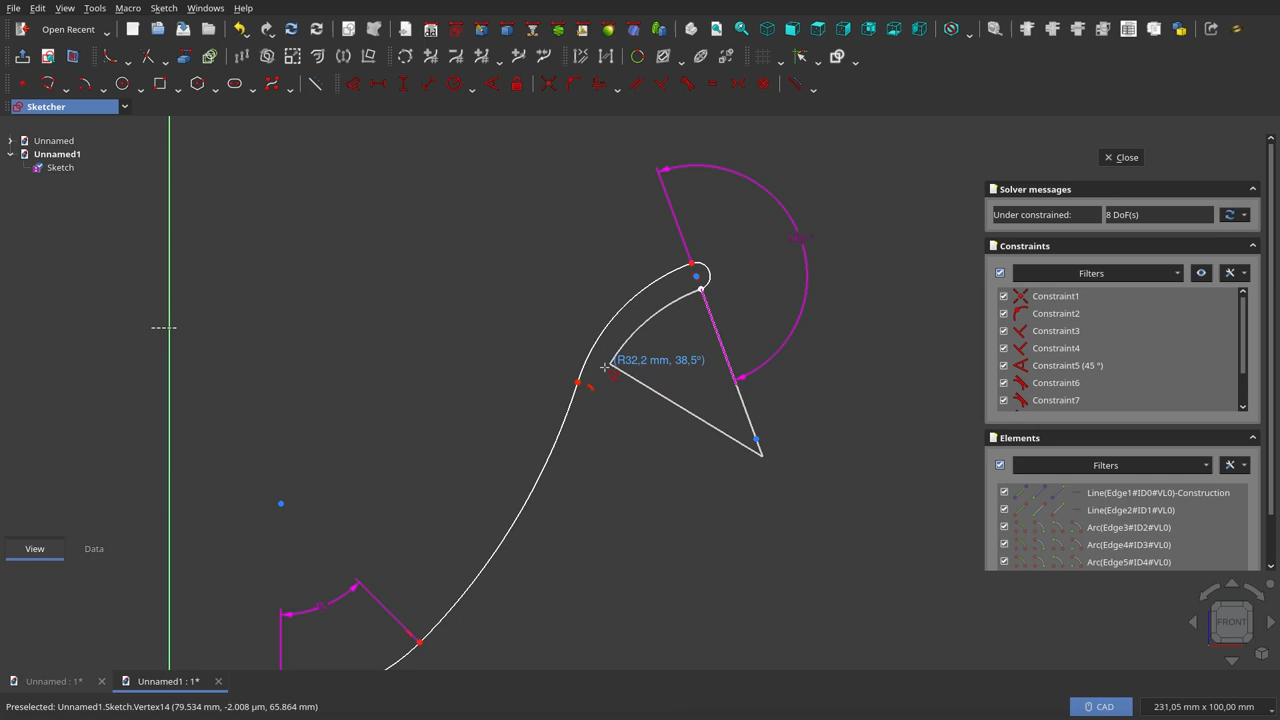 File Edit View Tools Macro Sketch Windows Help
Open Recent
Sketcher
Unnamed
Unnamed1
Sketch
Close
Solver messages
Under constrained: 8 DoF(s)
Constraints
Filters
Constraint1
Constraint2
Constraint3
Constraint4
Constraint5 (45 °)
Constraint6
Constraint7
Elements
Filters
Line(Edge1#ID0#VL0)-Construction
Line(Edge2#ID1#VL0)
Arc(Edge3#ID2#VL0)
Arc(Edge4#ID3#VL0)
Arc(Edge5#ID4#VL0)
(R32,2 mm, 38,5°)
View Data
FRONT
Unnamed : 1*
Unnamed1 : 1*
Preselected: Unnamed1.Sketch.Vertex14 (79.534 mm, -2.008 µm, 65.864 mm)
CAD
231,05 mm x 100,00 mm